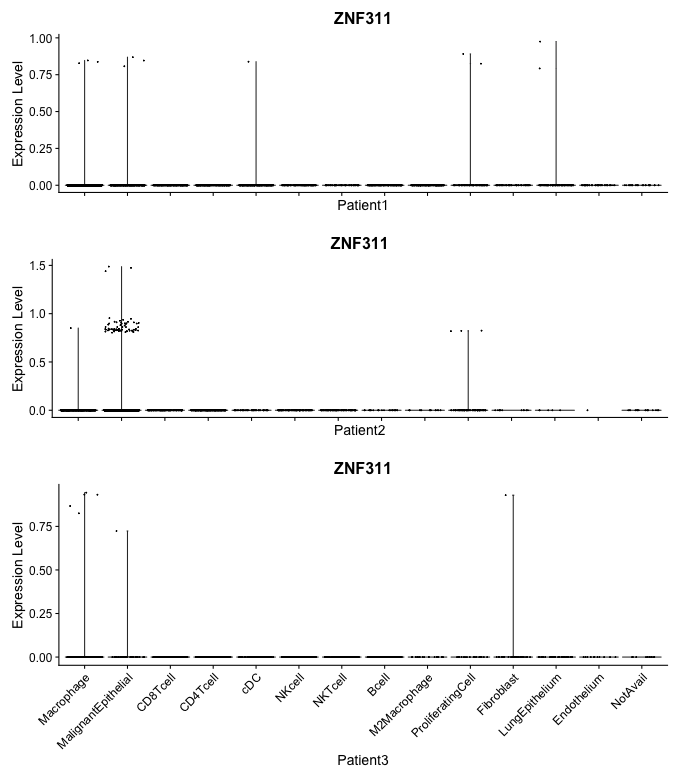 ZNF311
1.00
0.75
0.50
0.25
0.00
Expression Level
Patient1
ZNF311
1.5
1.0
0.5
0.0
Expression Level
Patient2
ZNF311
0.75
0.50
0.25
0.00
Expression Level
Macrophage
MalignantEpithelial
CD8Tcell
CD4Tcell
cDC
NKcell
NKTcell
Bcell
M2Macrophage
ProliferatingCell
Fibroblast
LungEpithelium
Endothelium
NotAvail
Patient3